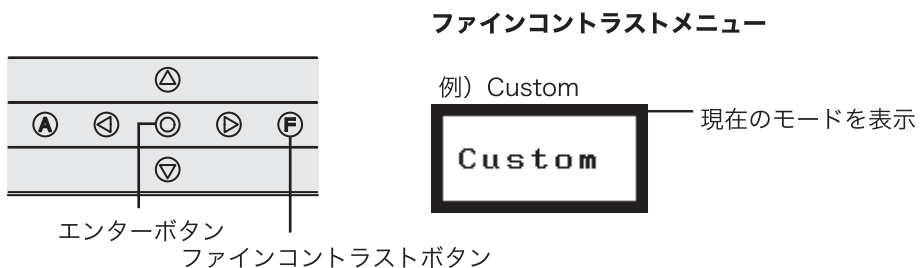 ファインコントラストメニュー
例）Custom
現在のモードを表示
Custom
A
F
エンターボタン
ファインコントラストボタン